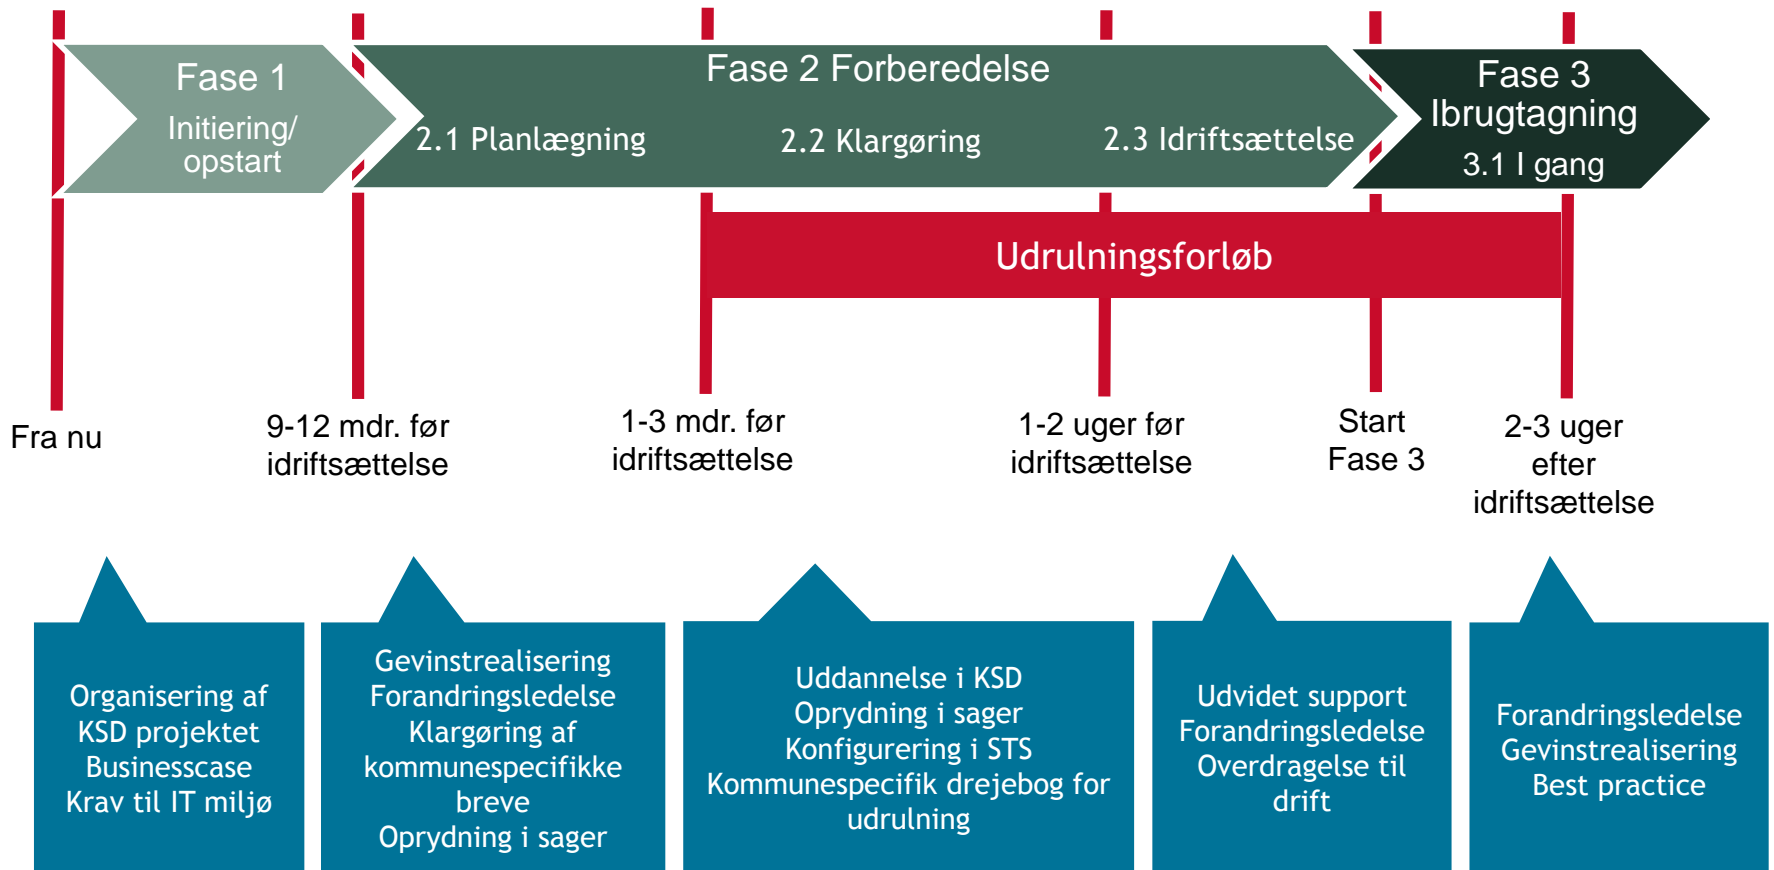 Fase 1
Initiering/
opstart
Fase 2 Forberedelse
2.1 Planlægning
2.2 Klargøring
2.3 Idriftsættelse
Fase 3
Ibrugtagning
3.1 I gang
Udrulningsforløb
Fra nu
9-12 mdr. før
idriftsættelse
1-3 mdr. før
idriftsættelse
1-2 uger før
idriftsættelse
Start
Fase 3
2-3 uger
efter
idriftsættelse
Organisering af
KSD projektet
Businesscase
Krav til IT miljø
Gevinstrealisering
Forandringsledelse
Klargøring af
kommunespecifikke
breve
Oprydning i sager
Uddannelse i KSD
Oprydning i sager
Konfigurering i STS
Kommunespecifik drejebog for
udrulning
Udvidet support
Forandringsledelse
Overdragelse til
drift
Forandringsledelse
Gevinstrealisering
Best practice